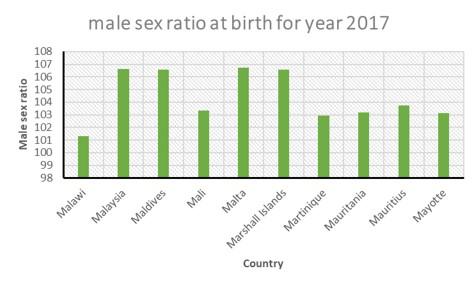 male sex ratio at birth for year 2017
Male sex ratio
108
107
106
105
104
103
102
101
100
99
98
Malawi
Malaysia
Maldives
Mali
Malta
Marshall Islands
Martinique
Mauritania
Mauritius
Mayotte
Country